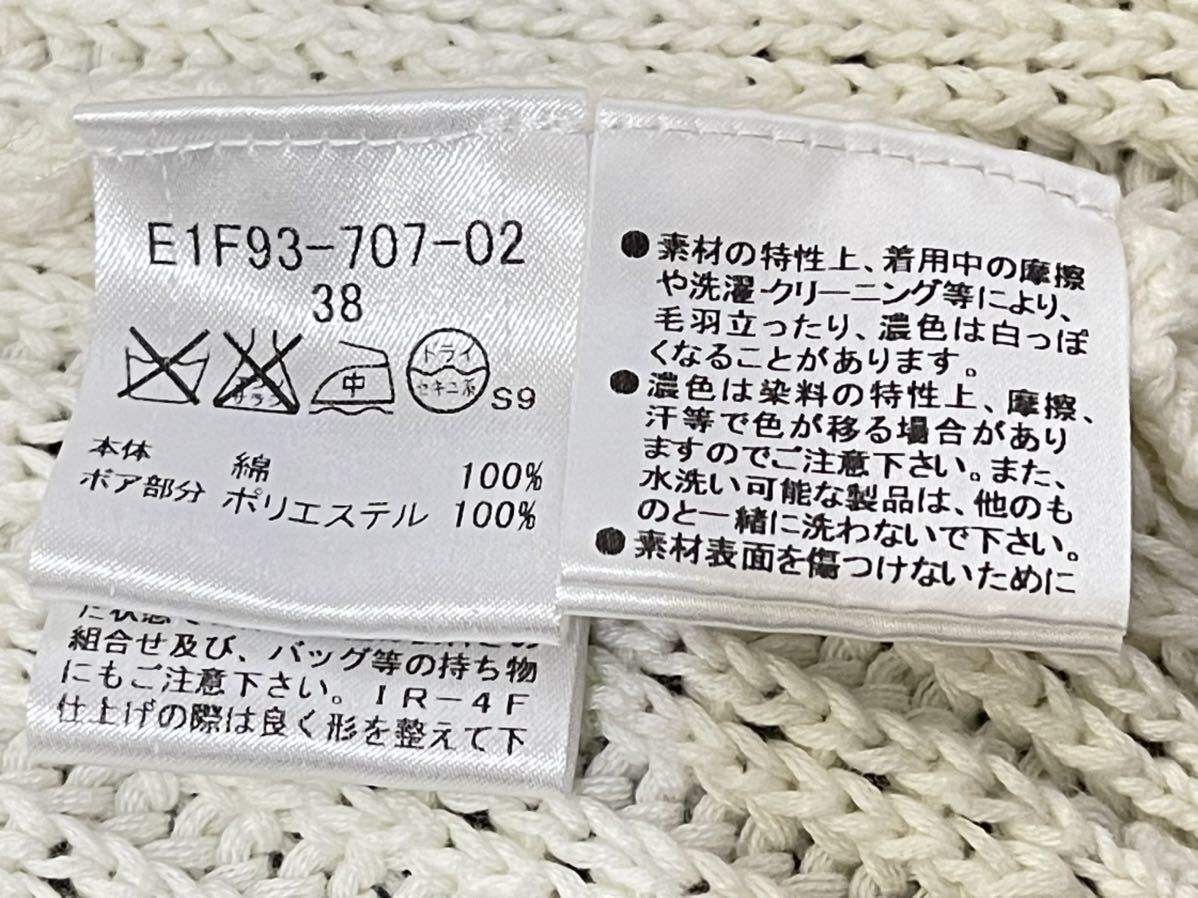 E1F93-707-02
38
エンソ
サラシ
中
ドライ
セキユ系
S9
本体 綿 100%
ボア部分 ポリエステル 100%
組合せ及び、バッグ等の持ち物
にもご注意下さい。IR-4F
仕上げの際は良く形を整えて下
●素材の特性上、着用中の摩擦
や洗濯・クリーニング等により、
毛羽立ったり、濃色は白っぽ
くなることがあります。
●濃色は染料の特性上、摩擦、
汗等で色が移る場合があり
ますのでご注意下さい。また、
水洗い可能な製品は、他のも
のと一緒に洗わないで下さい。
●素材表面を傷つけないために